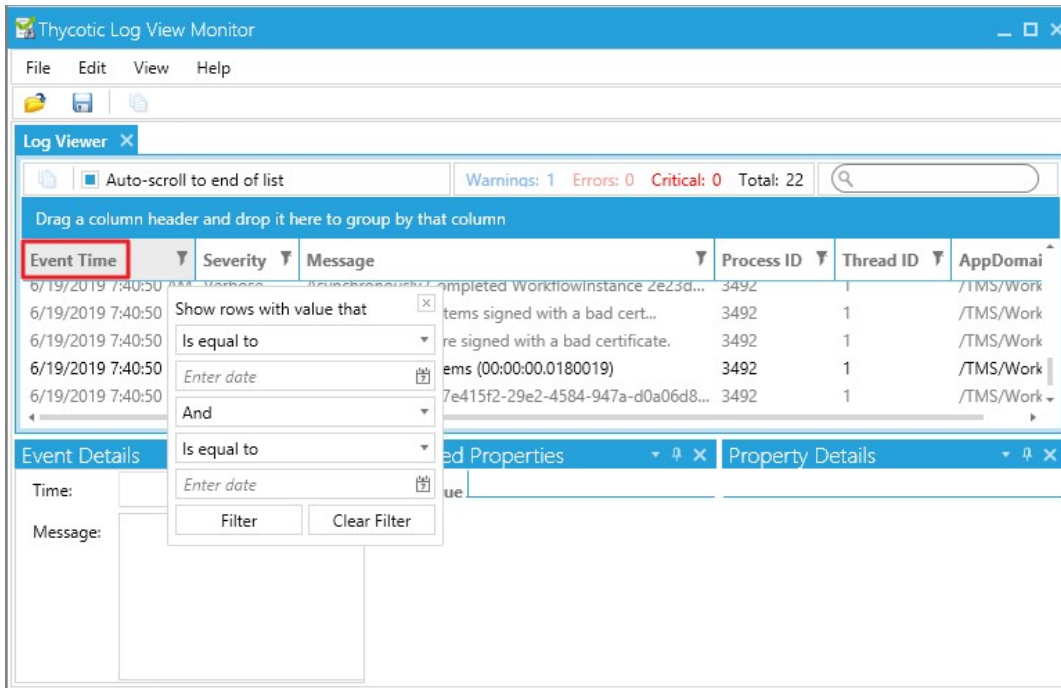 Thycotic Log View Monitor
File Edit View Help
Log Viewer
Auto-scroll to end of list Warnings: 1 Errors: 0 Critical: 0 Total: 22
Drag a column header and drop it here to group by that column
Event Time Severity Message Process ID Thread ID AppDomai
6/19/2019 7:40:50 AM Verbose Asynchronously Completed WorkflowInstance 2e23d... 3492 1 /TMS/Work
6/19/2019 7:40:50 tems signed with a bad cert... 3492 1 /TMS/Work
6/19/2019 7:40:50 re signed with a bad certificate. 3492 1 /TMS/Work
6/19/2019 7:40:50 ems (00:00:00.0180019) 3492 1 /TMS/Work
6/19/2019 7:40:50 7e415f2-29e2-4584-947a-d0a06d8... 3492 1 /TMS/Work
Show rows with value that
Is equal to
Enter date
And
Is equal to
Enter date
Filter Clear Filter
Event Details ed Properties Property Details
Time: ue
Message: